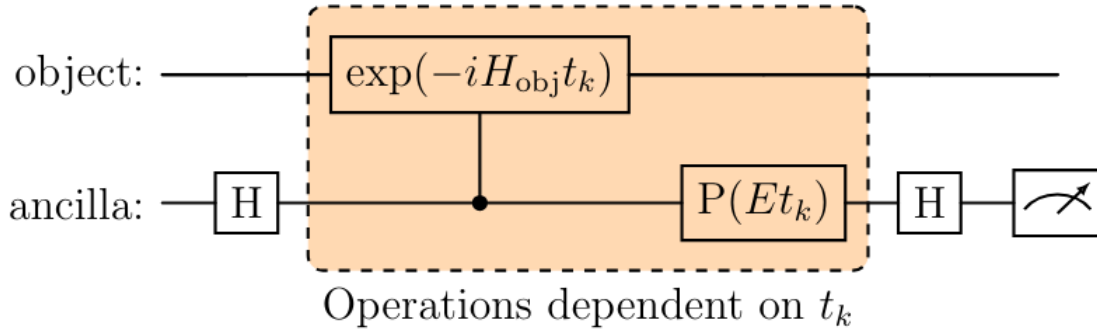 object: exp(−iH_obj t_k)
ancilla: H P(Et_k) H
Operations dependent on t_k